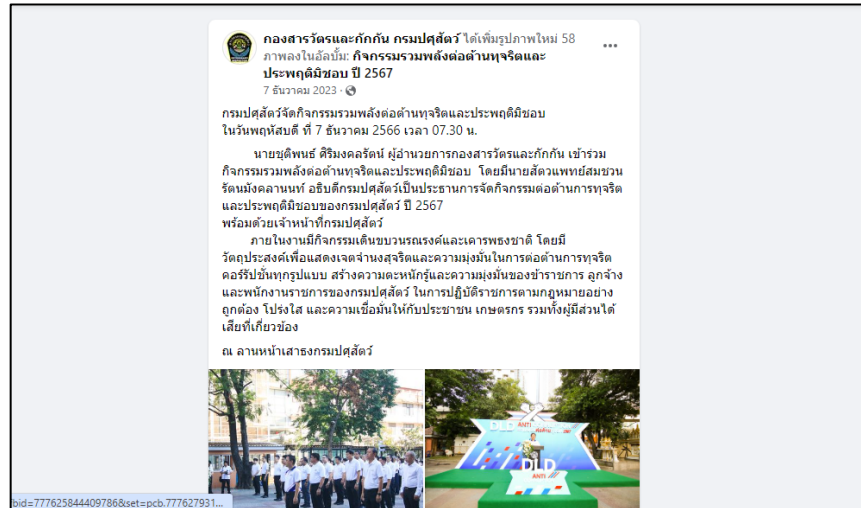 กองสารวัตรและกักกัน กรมปศุสัตว์ ได้เพิ่มรูปภาพใหม่ 58
ภาพลงในอัลบั้ม: กิจกรรมรวมพลังต่อต้านทุจริตและ
ประพฤติมิชอบ ปี 2567
7 ธันวาคม 2023 ·
กรมปศุสัตว์จัดกิจกรรมรวมพลังต่อต้านทุจริตและประพฤติมิชอบ
ในวันพฤหัสบดี ที่ 7 ธันวาคม 2566 เวลา 07.30 น.
นายชุติพนธ์ ศิริมงคลรัตน์ ผู้อำนวยการกองสารวัตรและกักกัน เข้าร่วม
กิจกรรมรวมพลังต่อต้านทุจริตและประพฤติมิชอบ โดยมีนายสัตวแพทย์สมชวน
รัตนมังคลานนท์ อธิบดีกรมปศุสัตว์เป็นประธานการจัดกิจกรรมต่อต้านการทุจริต
และประพฤติมิชอบของกรมปศุสัตว์ ปี 2567
พร้อมด้วยเจ้าหน้าที่กรมปศุสัตว์
ภายในงานมีกิจกรรมเดินขบวนรณรงค์และเคารพธงชาติ โดยมี
วัตถุประสงค์เพื่อแสดงเจตจำนงสุจริตและความมุ่งมั่นในการต่อต้านการทุจริต
คอร์รัปชั่นทุกรูปแบบ สร้างความตะหนักรู้และความมุ่งมั่นของข้าราชการ ลูกจ้าง
และพนักงานราชการของกรมปศุสัตว์ ในการปฏิบัติราชการตามกฎหมายอย่าง
ถูกต้อง โปร่งใส และความเชื่อมั่นให้กับประชาชน เกษตรกร รวมทั้งผู้มีส่วนได้
เสียที่เกี่ยวข้อง
ณ ลานหน้าเสาธงกรมปศุสัตว์
DLD
ANTI
DLD
ANTI
bid=777625844409786&set=pcb.777627931...